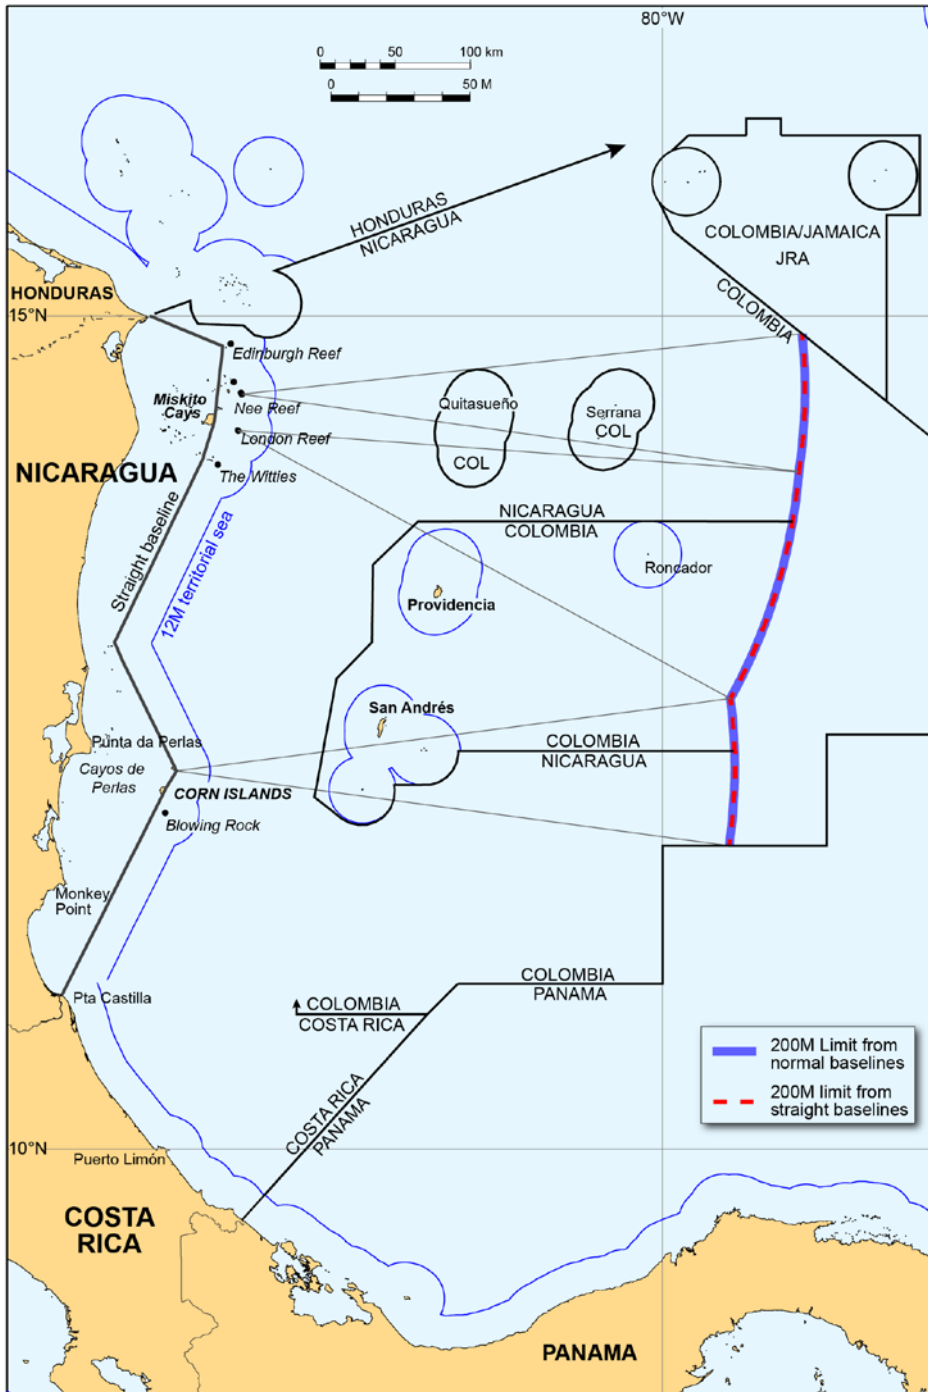 80°W
0 50 100 km
0 50 M
HONDURAS
NICARAGUA
COLOMBIA/JAMAICA
JRA
COLOMBIA
HONDURAS
15°N
Edinburgh Reef
Miskito
Cays
Nee Reef
Quitasueño
Serrana
COL
London Reef
COL
NICARAGUA
The Witties
Straight baseline
12M territorial sea
NICARAGUA
COLOMBIA
Roncador
Providencia
San Andrés
Punta da Perlas
COLOMBIA
NICARAGUA
Cayos de
Perlas
CORN ISLANDS
Blowing Rock
Monkey
Point
Pta Castilla
COLOMBIA
PANAMA
COLOMBIA
COSTA RICA
200M Limit from
normal baselines
200M limit from
straight baselines
COSTA RICA
PANAMA
10°N
Puerto Limón
COSTA
RICA
PANAMA